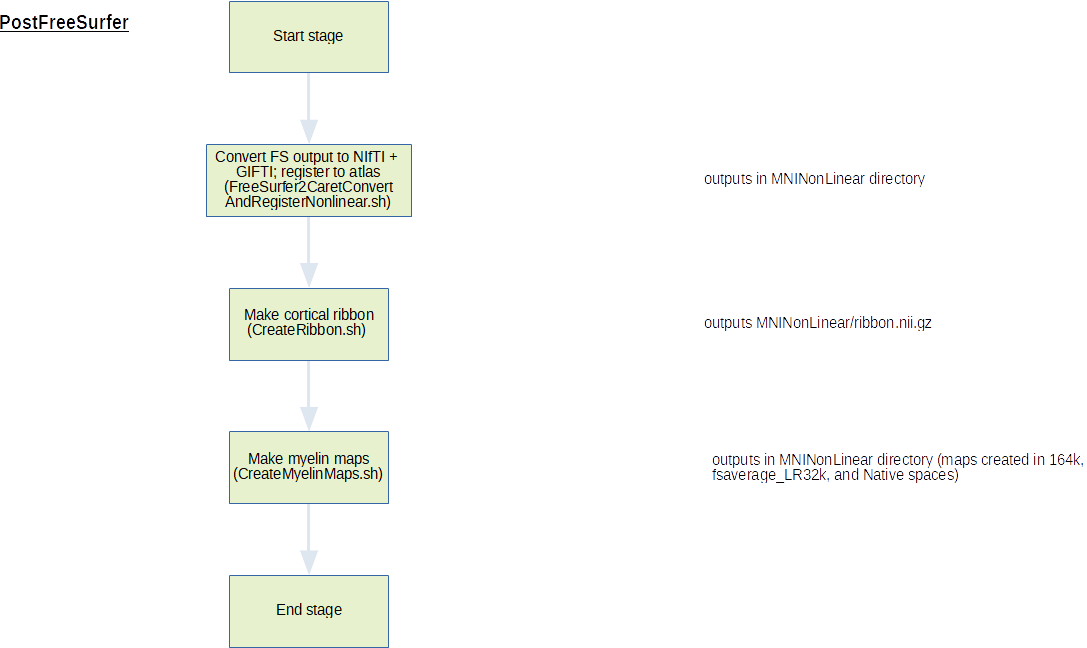 PostFreeSurfer
Start stage
Convert FS output to NIfTI +
GIFTI; register to atlas
(FreeSurfer2CaretConvert
AndRegisterNonlinear.sh)
outputs in MNINonLinear directory
Make cortical ribbon
(CreateRibbon.sh)
outputs MNINonLinear/ribbon.nii.gz
Make myelin maps
(CreateMyelinMaps.sh)
outputs in MNINonLinear directory (maps created in 164k,
fsaverage_LR32k, and Native spaces)
End stage